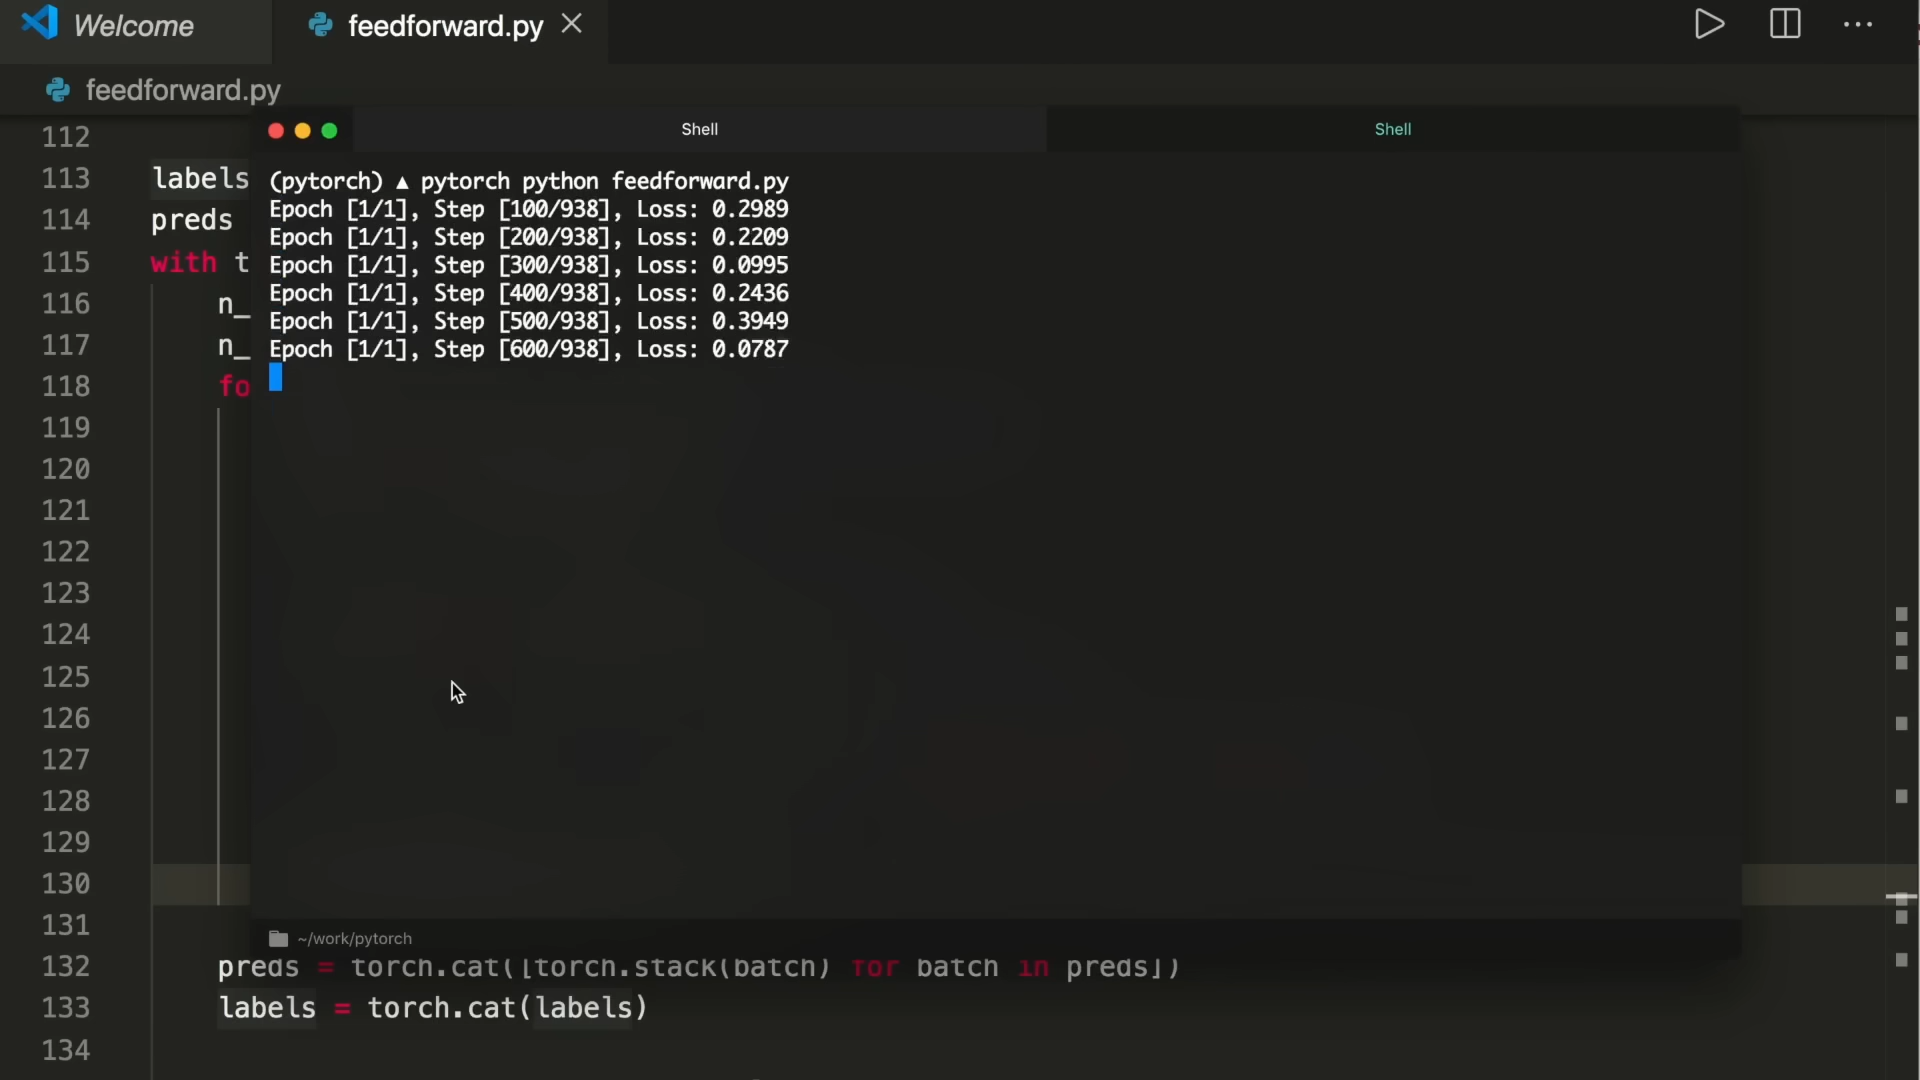 Welcome
feedforward.py
feedforward.py
Shell
Shell
112
113 labels
114 preds
115 with t
116 n_
117 n_
118 fo
119
120
121
122
123
124
125
126
127
128
129
130
131
132 preds = torch.cat([torch.stack(batch) for batch in preds])
133 labels = torch.cat(labels)
134
(pytorch) ▲ pytorch python feedforward.py
Epoch [1/1], Step [100/938], Loss: 0.2989
Epoch [1/1], Step [200/938], Loss: 0.2209
Epoch [1/1], Step [300/938], Loss: 0.0995
Epoch [1/1], Step [400/938], Loss: 0.2436
Epoch [1/1], Step [500/938], Loss: 0.3949
Epoch [1/1], Step [600/938], Loss: 0.0787
~/work/pytorch